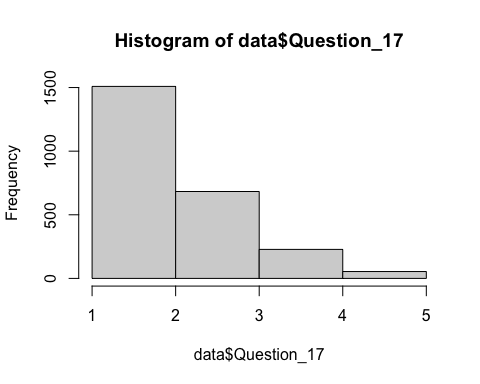 Histogram of data$Question_17
Frequency
1500
1000
500
0
1 2 3 4 5
data$Question_17